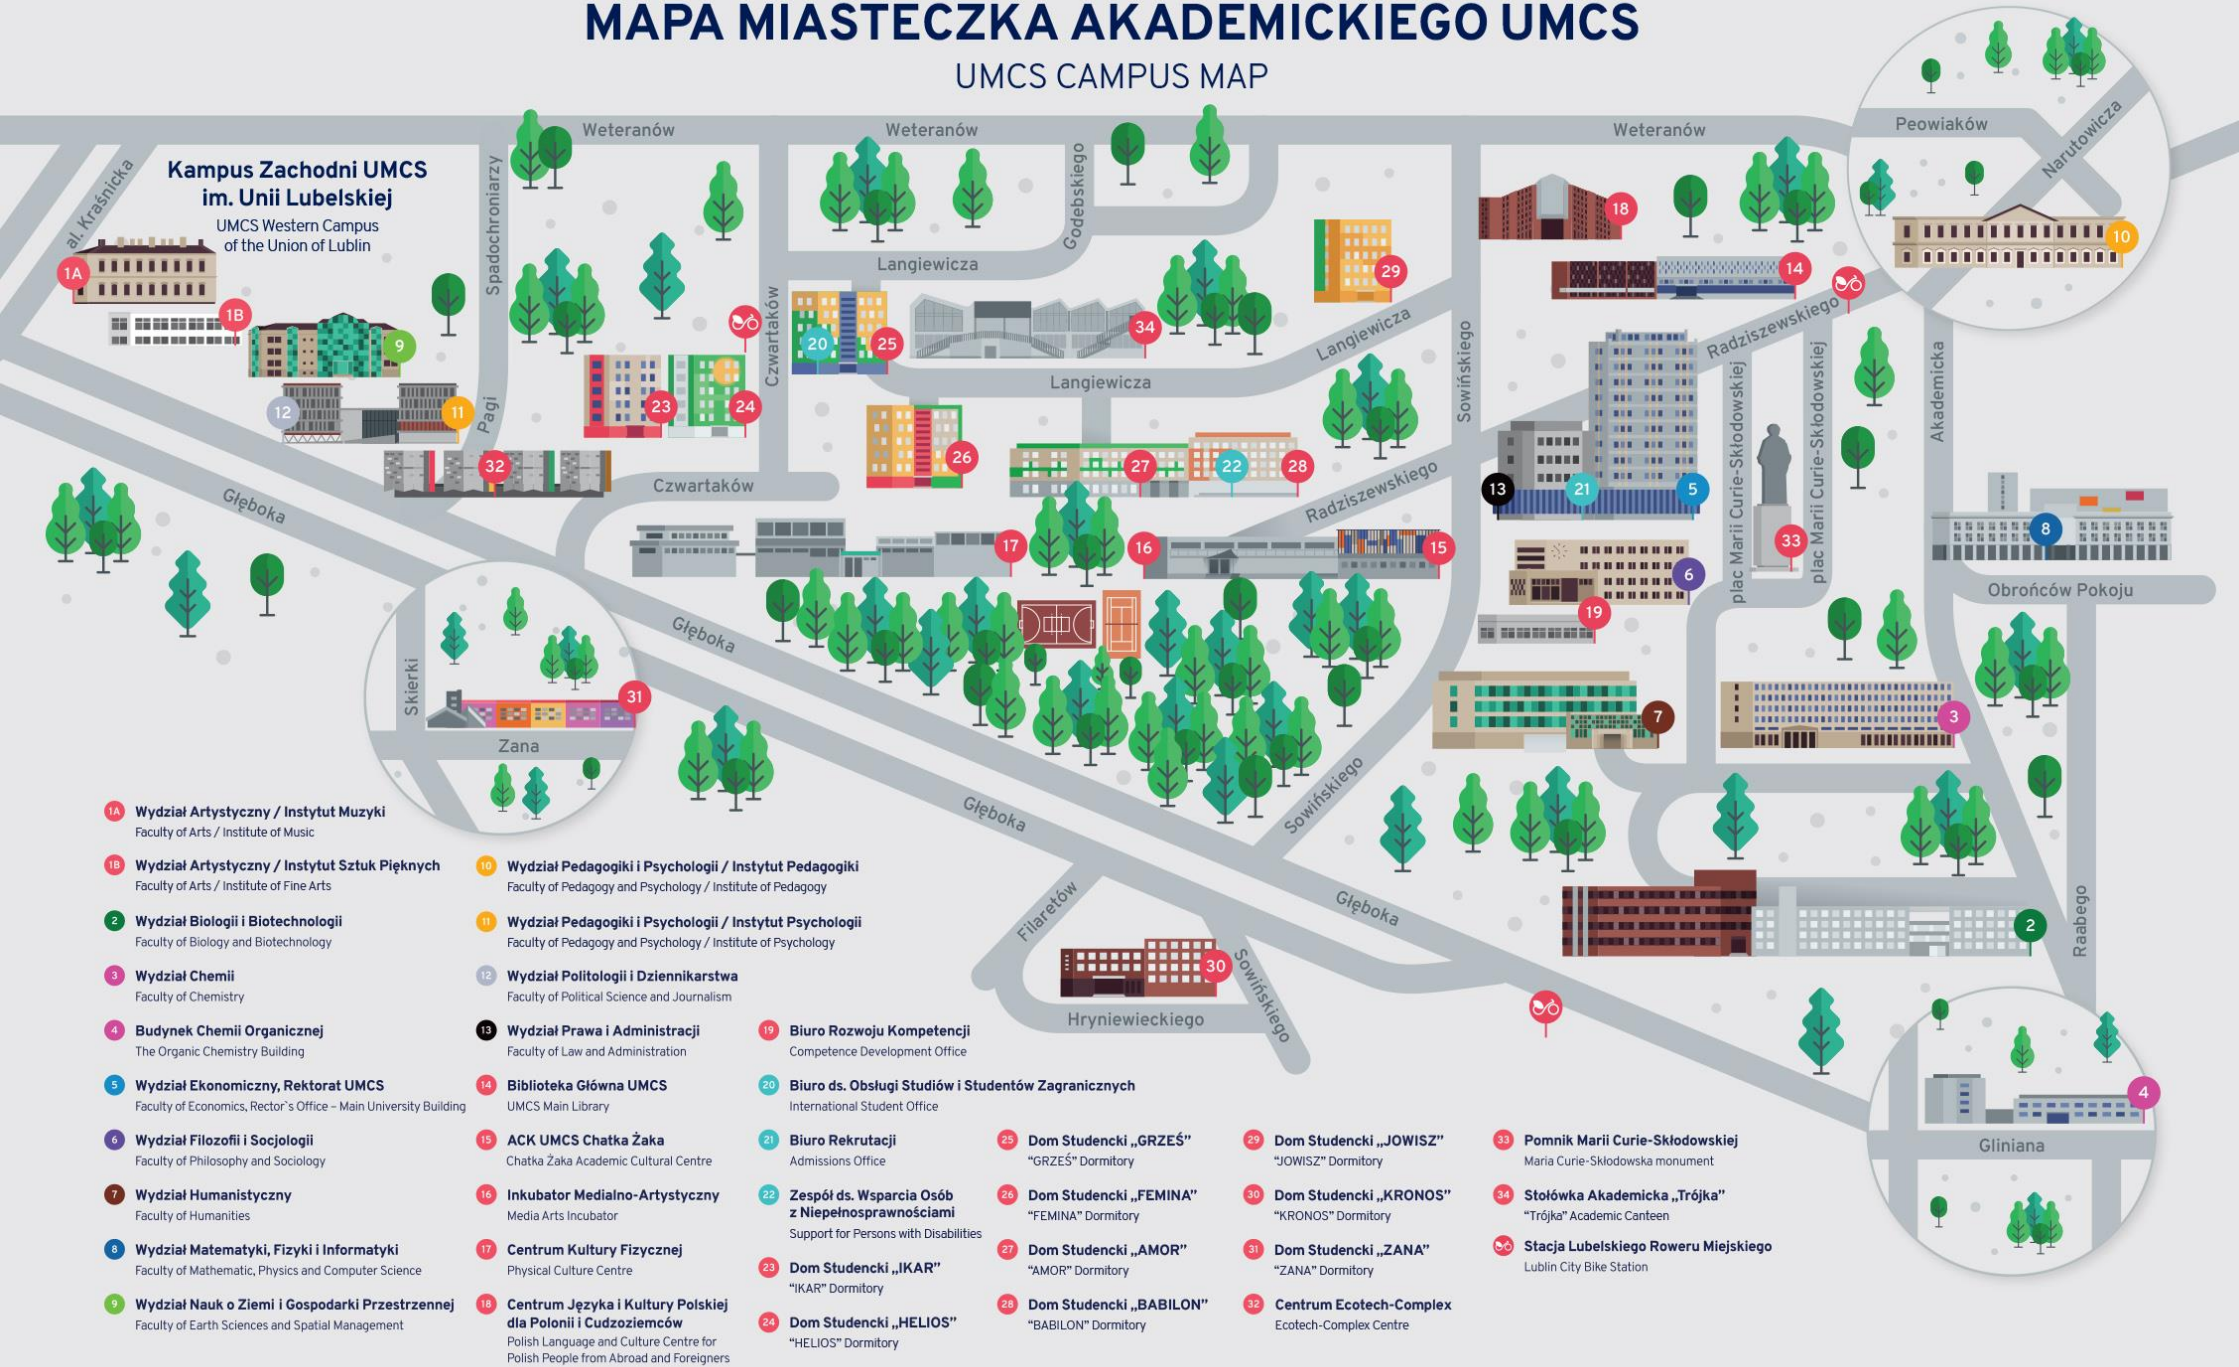 MAPA MIASTECZKA AKADEMICKIEGO UMCS
UMCS CAMPUS MAP
Weteranów
Weteranów
Weteranów
Peowiaków
Narutowicza
al. Kraśnicka
Kampus Zachodni UMCS
im. Unii Lubelskiej
UMCS Western Campus
of the Union of Lublin
Spadochroniarzy
Godebskiego
18
10
1A
Langiewicza
29
14
1B
9
Czwartaków
20
25
34
Langiewicza
Radziszewskiego
Langiewicza
Sowińskiego
plac Marii Curie-Skłodowskiej
plac Marii Curie-Skłodowskiej
Akademicka
12
11
Pagi
23
24
26
27
22
28
32
Czwartaków
Radziszewskiego
13
21
5
Głęboka
17
16
15
33
8
6
Obrońców Pokoju
19
Głęboka
Skierki
31
Zana
7
3
Sowińskiego
Głęboka
Głęboka
Filaretów
30
Sowińskiego
Hryniewieckiego
2
Raabego
4
Gliniana
1A Wydział Artystyczny / Instytut Muzyki
Faculty of Arts / Institute of Music
1B Wydział Artystyczny / Instytut Sztuk Pięknych
Faculty of Arts / Institute of Fine Arts
2 Wydział Biologii i Biotechnologii
Faculty of Biology and Biotechnology
3 Wydział Chemii
Faculty of Chemistry
4 Budynek Chemii Organicznej
The Organic Chemistry Building
5 Wydział Ekonomiczny, Rektorat UMCS
Faculty of Economics, Rector`s Office – Main University Building
6 Wydział Filozofii i Socjologii
Faculty of Philosophy and Sociology
7 Wydział Humanistyczny
Faculty of Humanities
8 Wydział Matematyki, Fizyki i Informatyki
Faculty of Mathematic, Physics and Computer Science
9 Wydział Nauk o Ziemi i Gospodarki Przestrzennej
Faculty of Earth Sciences and Spatial Management
10 Wydział Pedagogiki i Psychologii / Instytut Pedagogiki
Faculty of Pedagogy and Psychology / Institute of Pedagogy
11 Wydział Pedagogiki i Psychologii / Instytut Psychologii
Faculty of Pedagogy and Psychology / Institute of Psychology
12 Wydział Politologii i Dziennikarstwa
Faculty of Political Science and Journalism
13 Wydział Prawa i Administracji
Faculty of Law and Administration
14 Biblioteka Główna UMCS
UMCS Main Library
15 ACK UMCS Chatka Żaka
Chatka Żaka Academic Cultural Centre
16 Inkubator Medialno-Artystyczny
Media Arts Incubator
17 Centrum Kultury Fizycznej
Physical Culture Centre
18 Centrum Języka i Kultury Polskiej
dla Polonii i Cudzoziemców
Polish Language and Culture Centre for
Polish People from Abroad and Foreigners
19 Biuro Rozwoju Kompetencji
Competence Development Office
20 Biuro ds. Obsługi Studiów i Studentów Zagranicznych
International Student Office
21 Biuro Rekrutacji
Admissions Office
22 Zespół ds. Wsparcia Osób
z Niepełnosprawnościami
Support for Persons with Disabilities
23 Dom Studencki „IKAR”
“IKAR” Dormitory
24 Dom Studencki „HELIOS”
“HELIOS” Dormitory
25 Dom Studencki „GRZEŚ”
“GRZEŚ” Dormitory
26 Dom Studencki „FEMINA”
“FEMINA” Dormitory
27 Dom Studencki „AMOR”
“AMOR” Dormitory
28 Dom Studencki „BABILON”
“BABILON” Dormitory
29 Dom Studencki „JOWISZ”
“JOWISZ” Dormitory
30 Dom Studencki „KRONOS”
“KRONOS” Dormitory
31 Dom Studencki „ZANA”
“ZANA” Dormitory
32 Centrum Ecotech-Complex
Ecotech-Complex Centre
33 Pomnik Marii Curie-Skłodowskiej
Maria Curie-Skłodowska monument
34 Stołówka Akademicka „Trójka”
“Trójka” Academic Canteen
Stacja Lubelskiego Roweru Miejskiego
Lublin City Bike Station